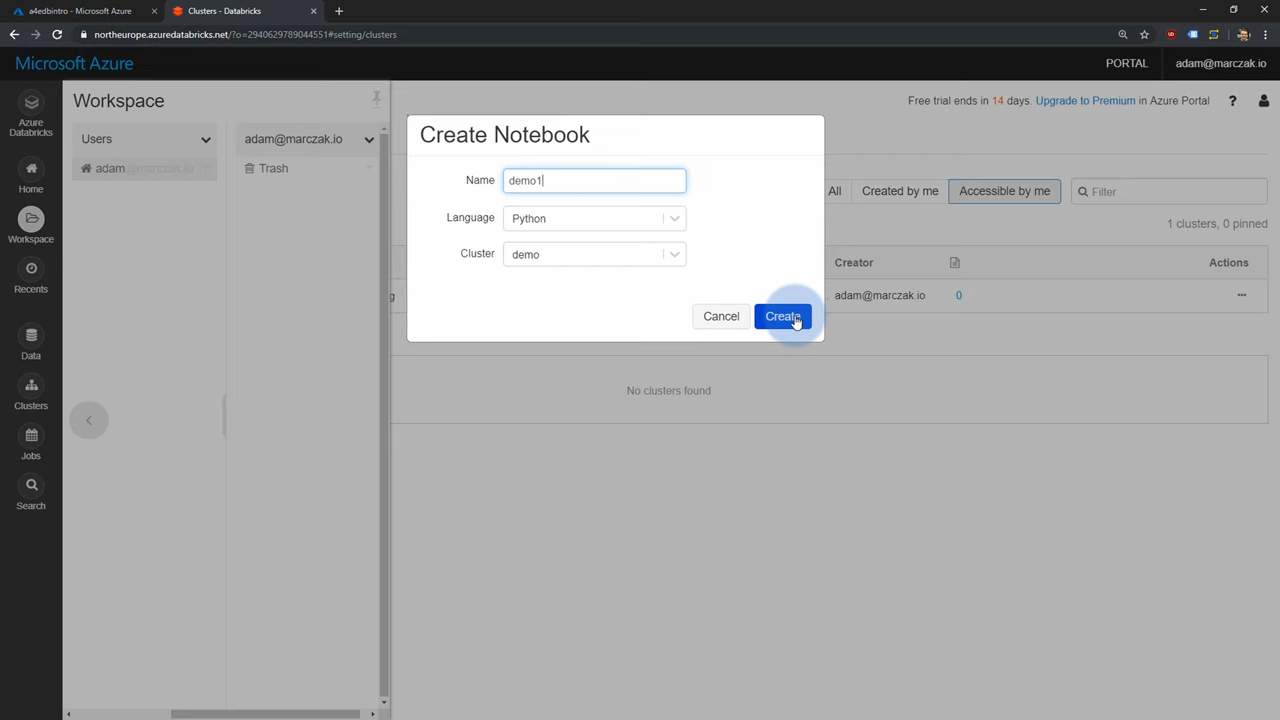 a4edbintro - Microsoft Azure
Clusters - Databricks
northeurope.azuredatabricks.net/?o=2940629789044551#setting/clusters
Microsoft Azure
PORTAL
adam@marczak.io
Azure
Databricks
Home
Workspace
Recents
Data
Clusters
Jobs
Search
Workspace
Users
adam@marczak.io
adam@marczak.io
Trash
Free trial ends in 14 days. Upgrade to Premium in Azure Portal
?
Create Notebook
Name
demo1
Language
Python
Cluster
demo
Cancel
Create
All
Created by me
Accessible by me
Filter
1 clusters, 0 pinned
Creator
Actions
g
adam@marczak.io
0
No clusters found